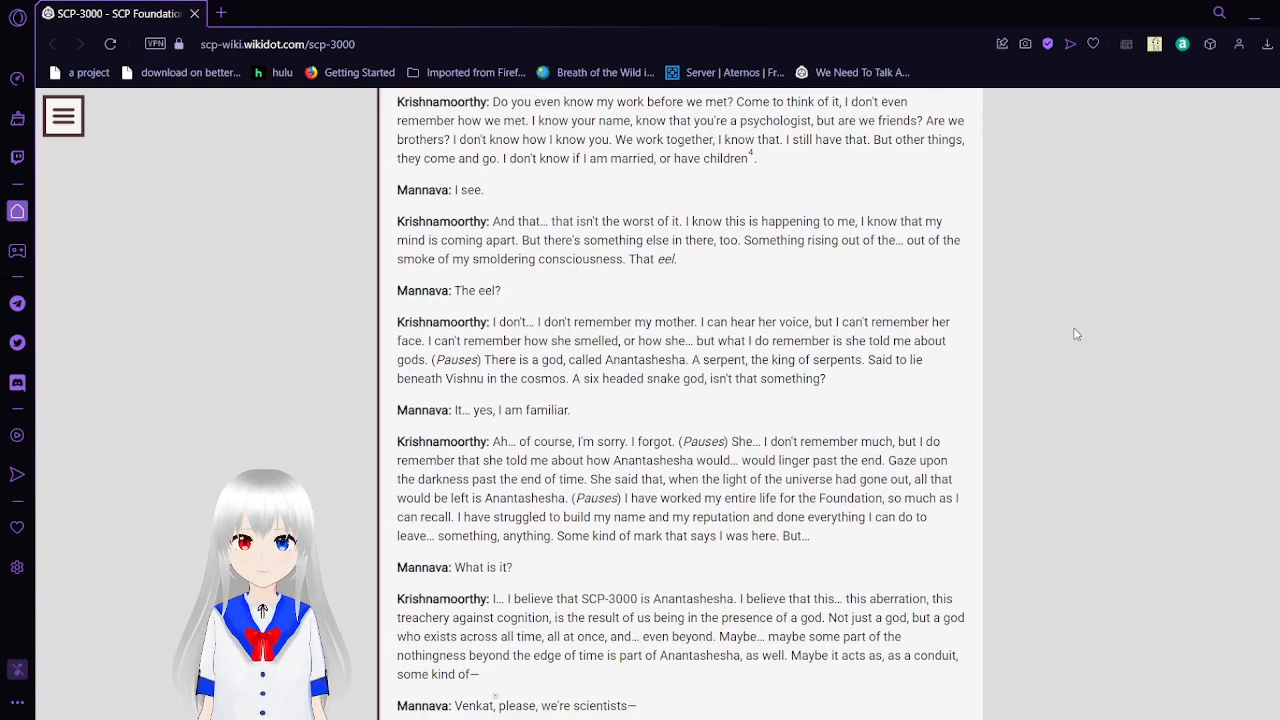 SCP-3000 - SCP Foundation
VPN
scp-wiki.wikidot.com/scp-3000
a project
download on better...
hulu
Getting Started
Imported from Firef...
Breath of the Wild i...
Server | Aternos | Fr...
We Need To Talk A...
Krishnamoorthy: Do you even know my work before we met? Come to think of it, I don't even
remember how we met. I know your name, know that you're a psychologist, but are we friends? Are we
brothers? I don't know how I know you. We work together, I know that. I still have that. But other things,
they come and go. I don't know if I am married, or have children4.
Mannava: I see.
Krishnamoorthy: And that… that isn't the worst of it. I know this is happening to me, I know that my
mind is coming apart. But there's something else in there, too. Something rising out of the… out of the
smoke of my smoldering consciousness. That eel.
Mannava: The eel?
Krishnamoorthy: I don't… I don't remember my mother. I can hear her voice, but I can't remember her
face. I can't remember how she smelled, or how she… but what I do remember is she told me about
gods. (Pauses) There is a god, called Anantashesha. A serpent, the king of serpents. Said to lie
beneath Vishnu in the cosmos. A six headed snake god, isn't that something?
Mannava: It… yes, I am familiar.
Krishnamoorthy: Ah… of course, I'm sorry. I forgot. (Pauses) She… I don't remember much, but I do
remember that she told me about how Anantashesha would… would linger past the end. Gaze upon
the darkness past the end of time. She said that, when the light of the universe had gone out, all that
would be left is Anantashesha. (Pauses) I have worked my entire life for the Foundation, so much as I
can recall. I have struggled to build my name and my reputation and done everything I can do to
leave… something, anything. Some kind of mark that says I was here. But…
Mannava: What is it?
Krishnamoorthy: I… I believe that SCP-3000 is Anantashesha. I believe that this… this aberration, this
treachery against cognition, is the result of us being in the presence of a god. Not just a god, but a god
who exists across all time, all at once, and… even beyond. Maybe… maybe some part of the
nothingness beyond the edge of time is part of Anantashesha, as well. Maybe it acts as, as a conduit,
some kind of—
Mannava: Venkat, please, we're scientists—